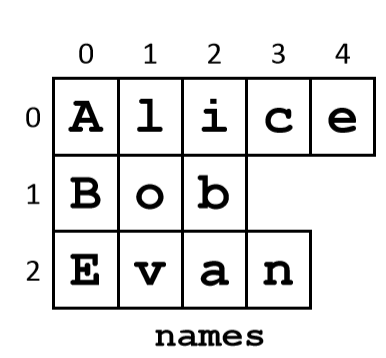 0 1 2 3 4
0 A l i c e
1 B o b
2 E v a n
names